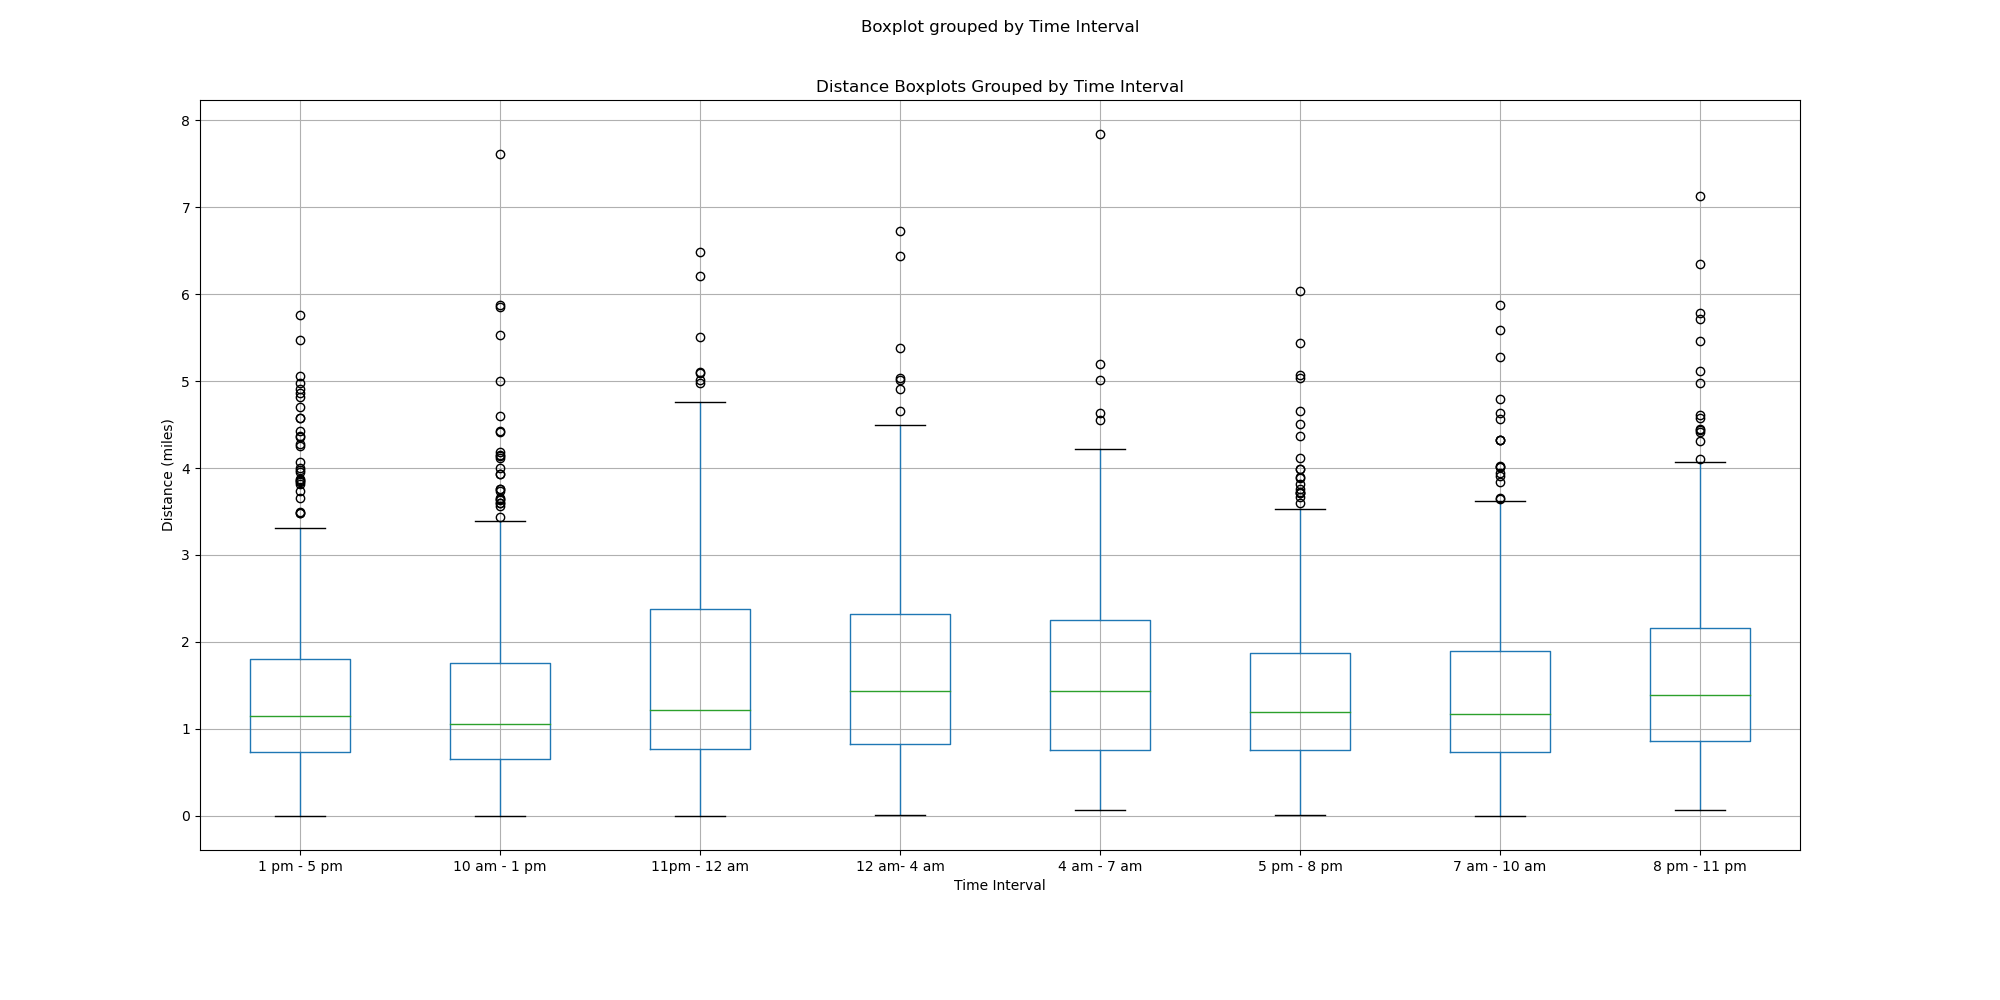 Boxplot grouped by Time Interval
Distance Boxplots Grouped by Time Interval
8
7
6
5
4
3
2
1
0
Distance (miles)
1 pm - 5 pm
10 am - 1 pm
11pm - 12 am
12 am- 4 am
4 am - 7 am
5 pm - 8 pm
7 am - 10 am
8 pm - 11 pm
Time Interval